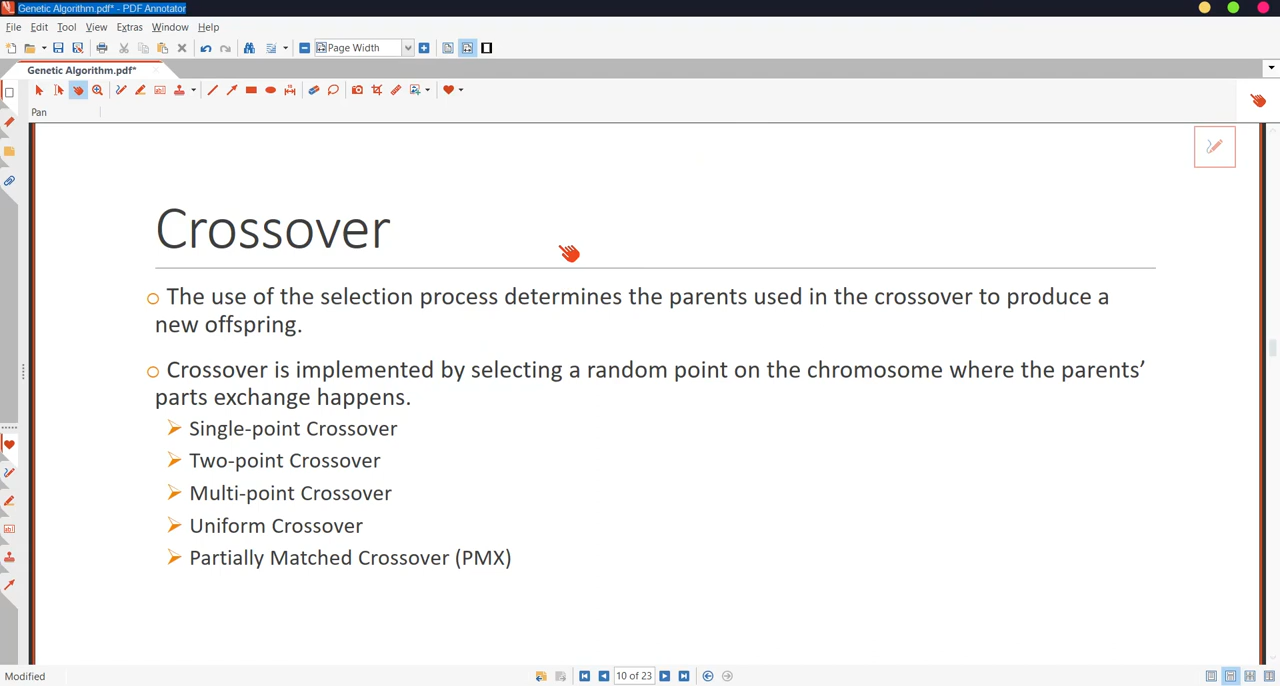 Genetic Algorithm.pdf* - PDF Annotator
File Edit Tool View Extras Window Help
Page Width
Genetic Algorithm.pdf*
Pan
Crossover
The use of the selection process determines the parents used in the crossover to produce a
new offspring.
Crossover is implemented by selecting a random point on the chromosome where the parents’
parts exchange happens.
Single-point Crossover
Two-point Crossover
Multi-point Crossover
Uniform Crossover
Partially Matched Crossover (PMX)
Modified
10 of 23